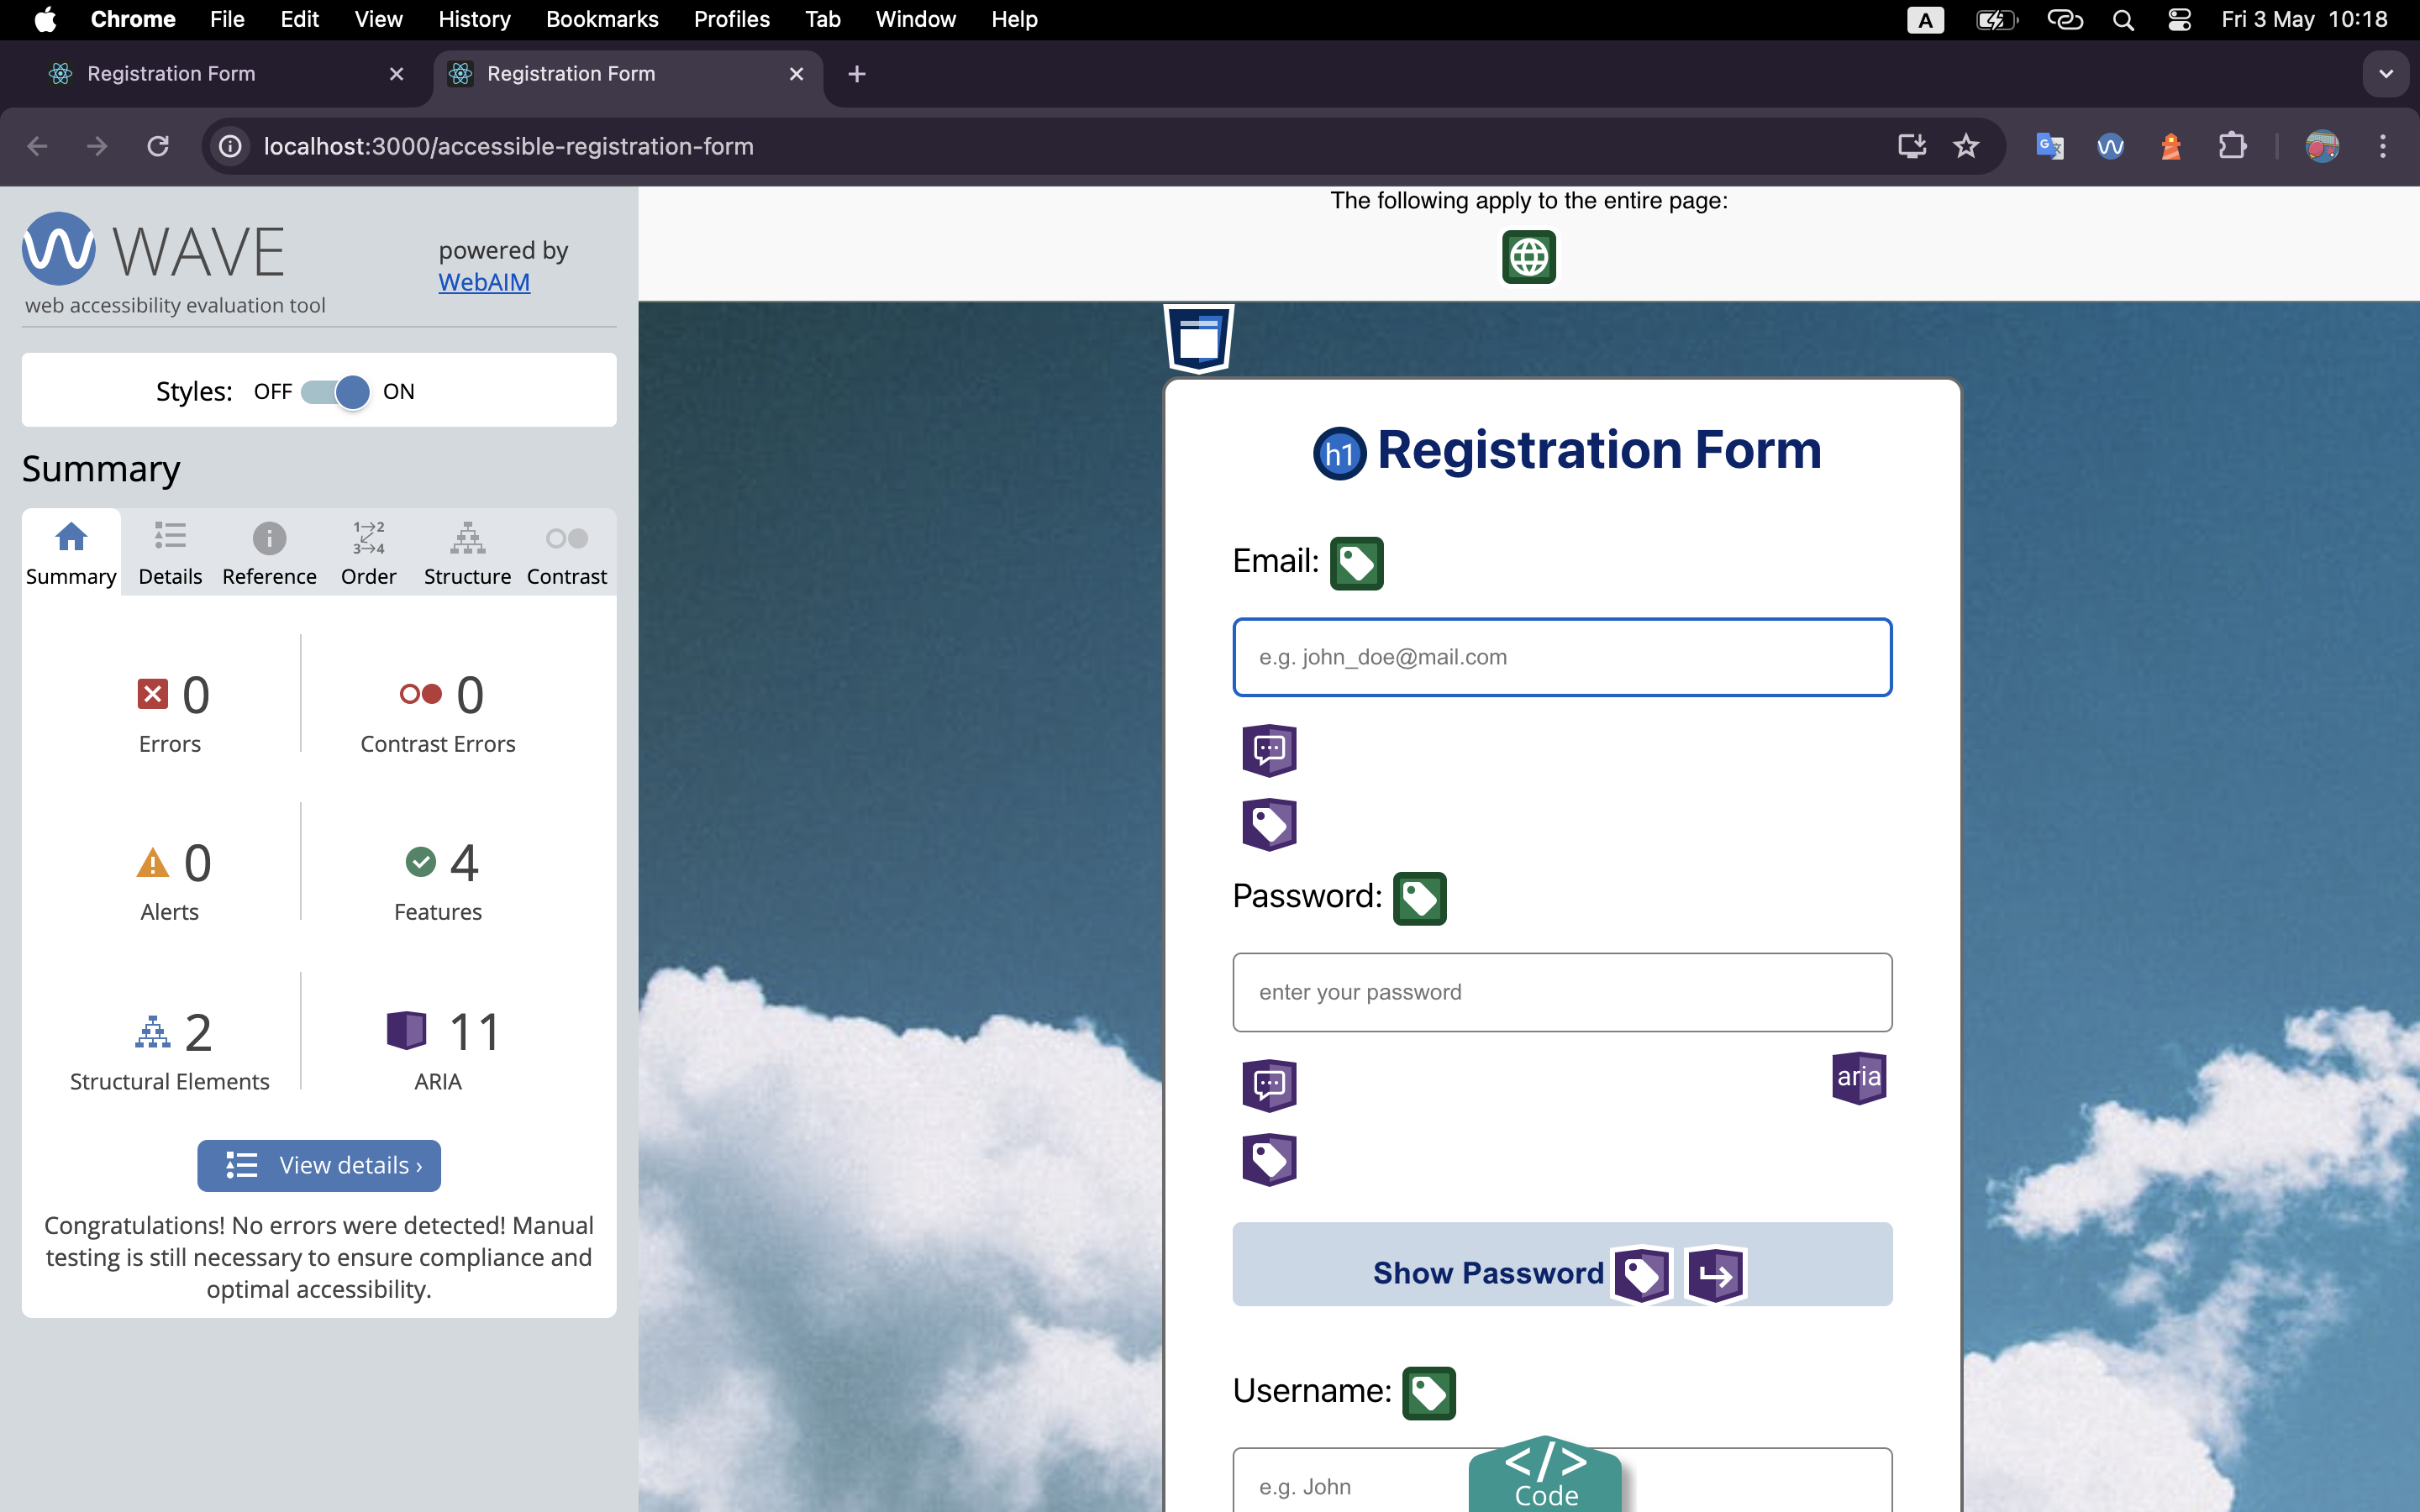 Chrome File Edit View History Bookmarks Profiles Tab Window Help A Fri 3 May 10:18
Registration Form Registration Form
localhost:3000/accessible-registration-form
WAVE
web accessibility evaluation tool
powered by
WebAIM
Styles: OFF ON
Summary
Summary Details Reference Order Structure Contrast
0
Errors
0
Contrast Errors
0
Alerts
4
Features
2
Structural Elements
11
ARIA
View details ›
Congratulations! No errors were detected! Manual
testing is still necessary to ensure compliance and
optimal accessibility.
The following apply to the entire page:
h1 Registration Form
Email:
e.g. john_doe@mail.com
Password:
enter your password
aria
Show Password
Username:
e.g. John
</>
Code